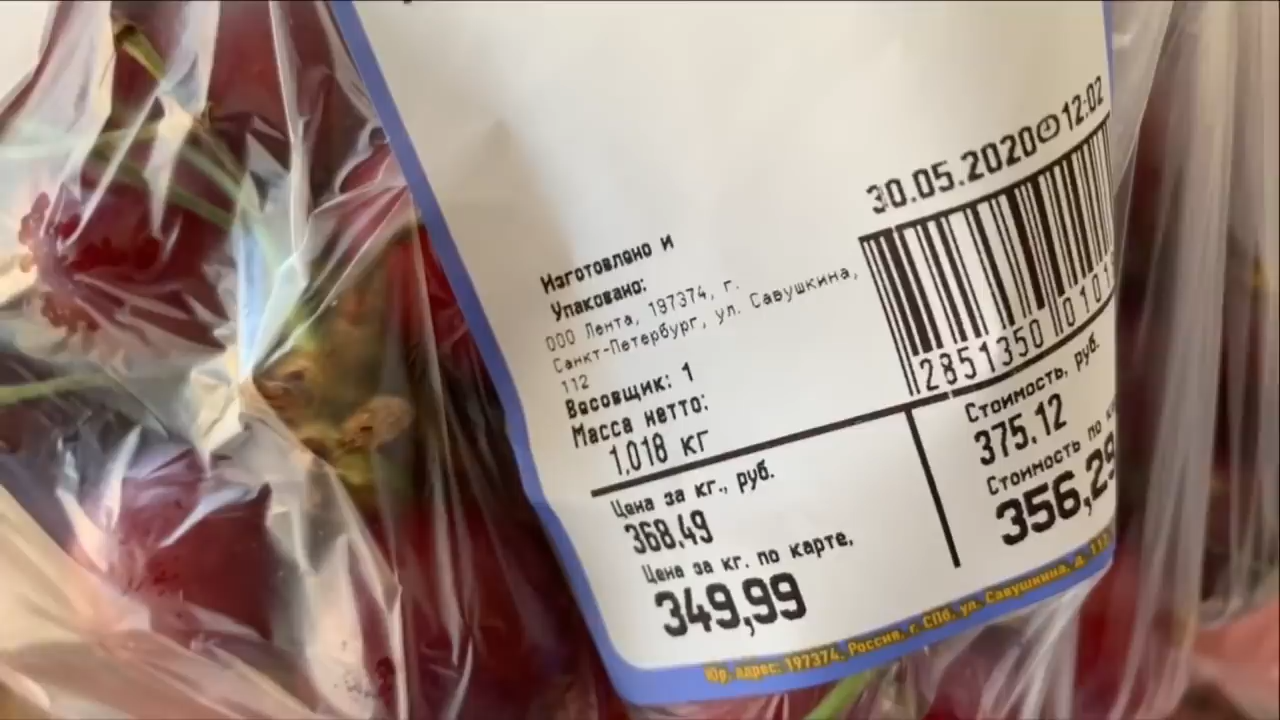 30.05.2020 12:02
Изготовлено и
Упаковано:
ООО Лента, 197374, г.
Санкт-Петербург, ул. Савушкина,
112
Весовщик: 1
Масса нетто:
1,018 кг
2851350 0101
Цена за кг., руб.
368,49
Цена за кг. по карте,
349,99
Стоимость, руб.
375.12
Стоимость по
356,29
Юр. адрес: 197374, Россия, г. СПб, ул. Савушкина, д. 112